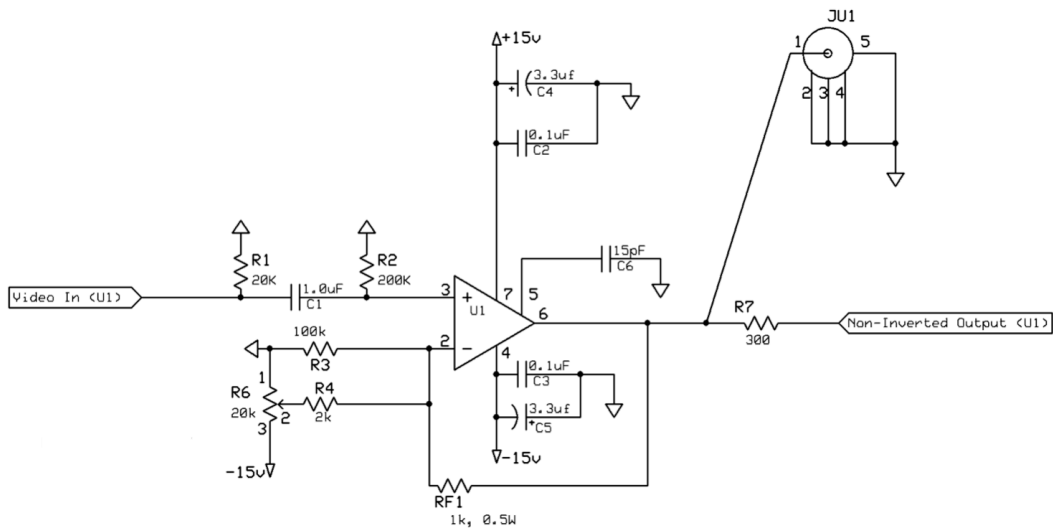 JU1
1
5
2
3
4
+15v
3.3uf
+
C4
0.1uF
C2
R1
20K
R2
200K
15pF
C6
Video In (U1)
1.0uF
C1
3
+
U1
7
5
6
R7
300
Non-Inverted Output (U1)
100k
R3
2
−
4
0.1uF
C3
1
R6
20k
2
3
R4
2k
3.3uf
+
C5
-15v
-15v
RF1
1k, 0.5W